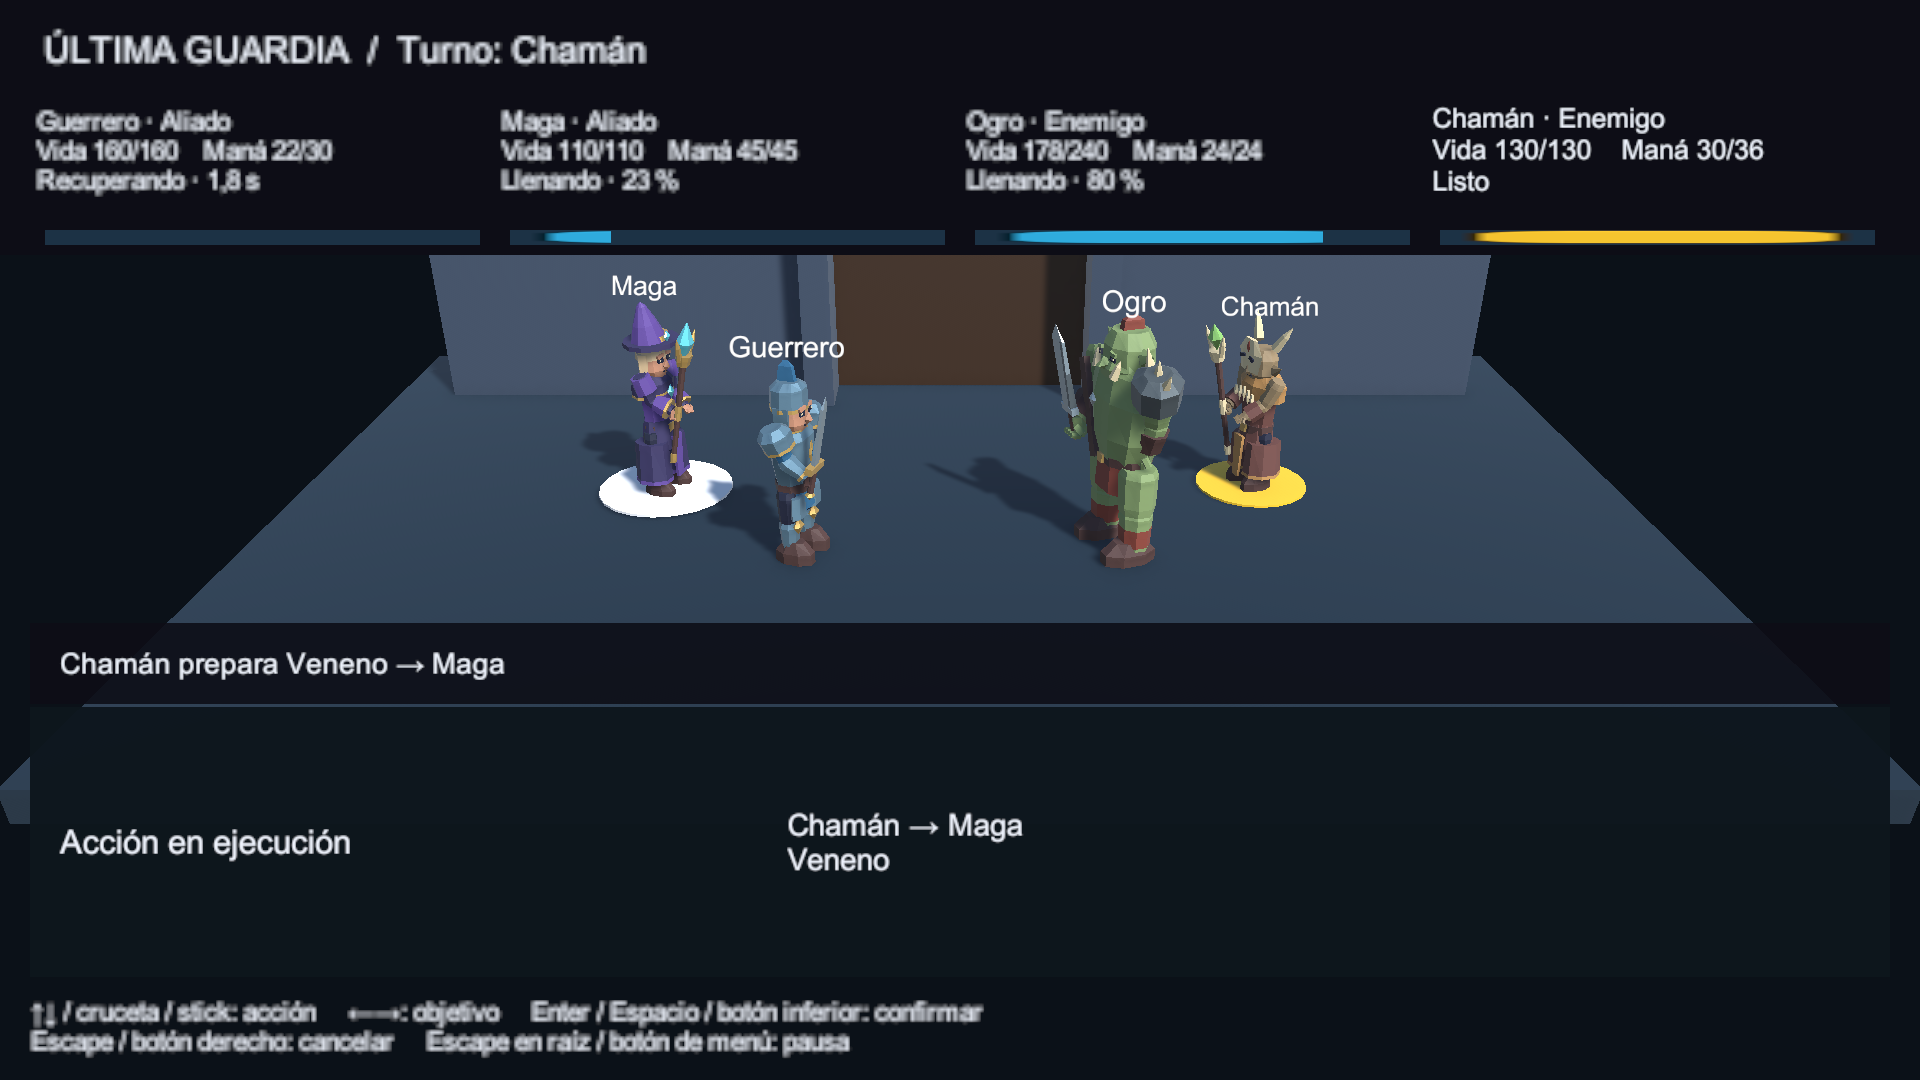 ÚLTIMA GUARDIA / Turno: Chamán
Guerrero · Aliado
Vida 160/160 Maná 22/30
Recuperando · 1,8 s
Maga · Aliado
Vida 110/110 Maná 45/45
Llenando · 23 %
Ogro · Enemigo
Vida 178/240 Maná 24/24
Llenando · 80 %
Chamán · Enemigo
Vida 130/130 Maná 30/36
Listo
Maga
Guerrero
Ogro
Chamán
Chamán prepara Veneno → Maga
Acción en ejecución
Chamán → Maga
Veneno
↑↓ / cruceta / stick: acción ←→: objetivo Enter / Espacio / botón inferior: confirmar
Escape / botón derecho: cancelar Escape en raíz / botón de menú: pausa